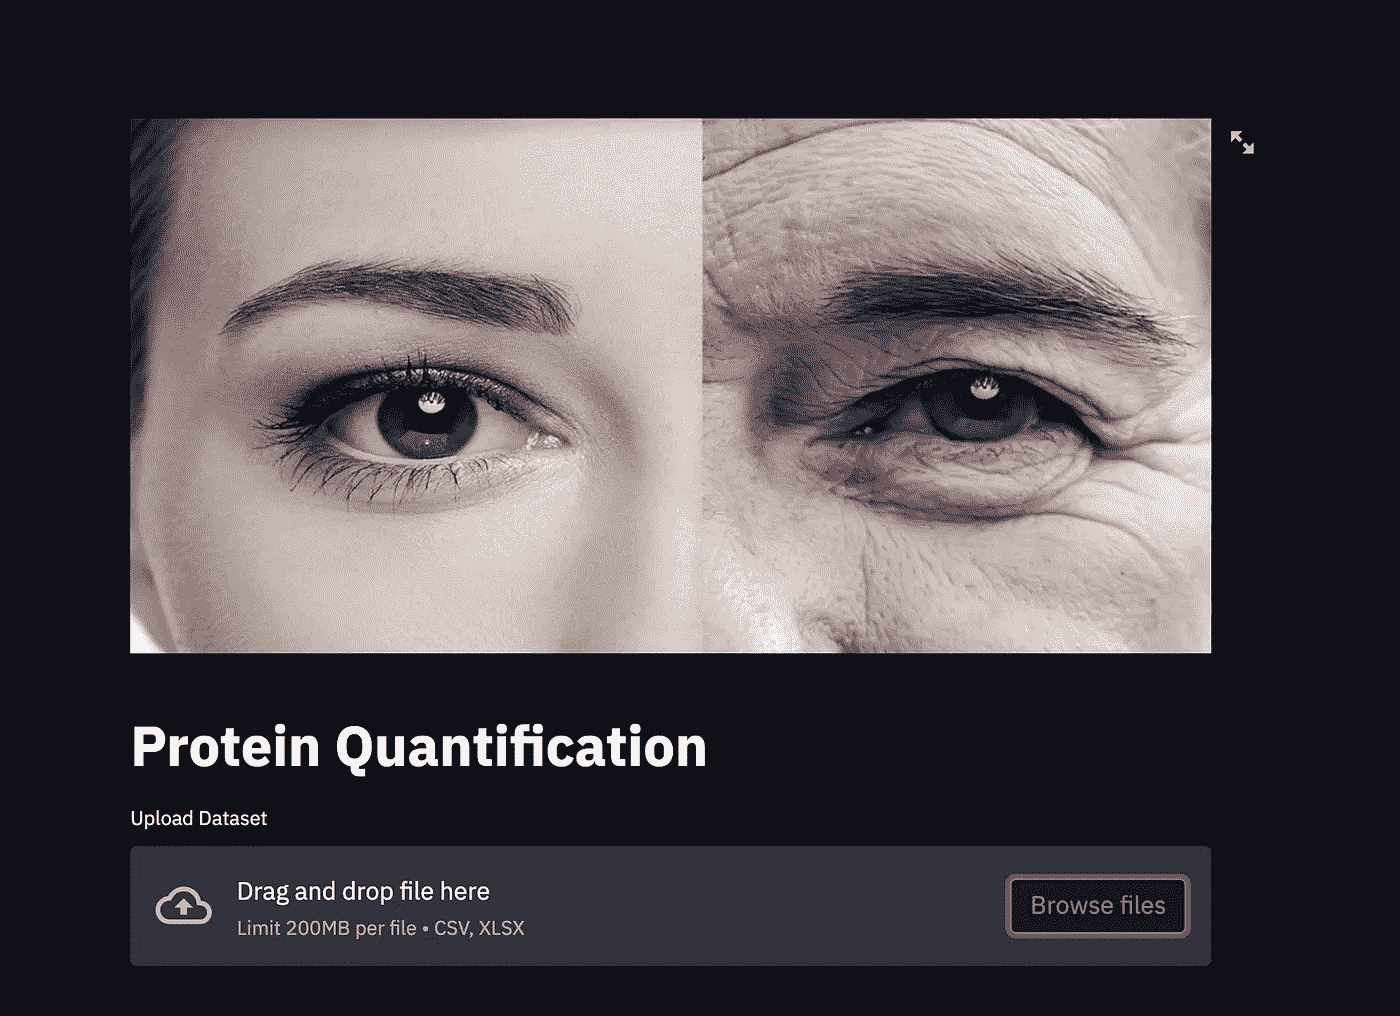 Protein Quantification
Upload Dataset
Drag and drop file here
Limit 200MB per file • CSV, XLSX
Browse files